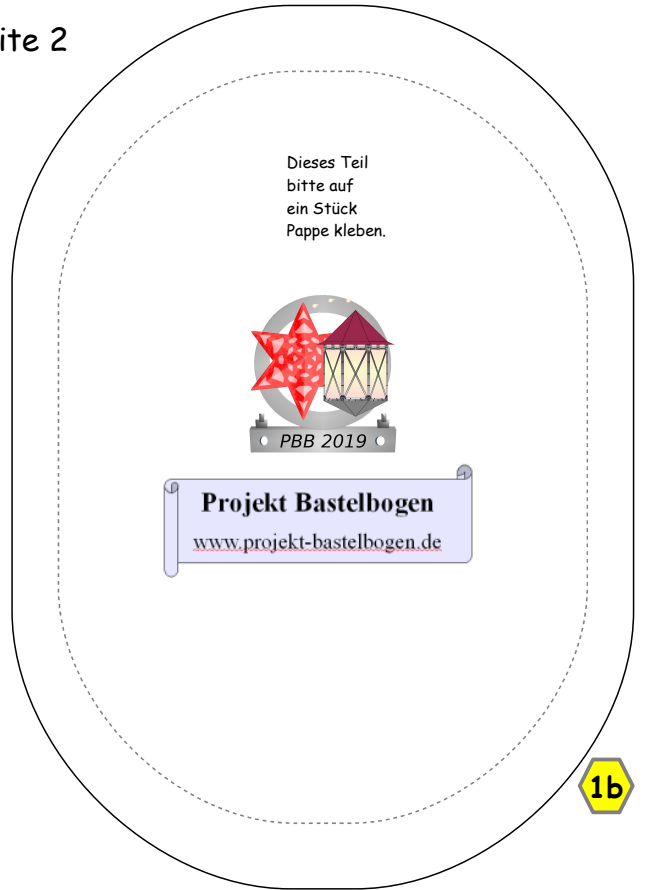 ite 2
Dieses Teil
bitte auf
ein Stück
Pappe kleben.
PBB 2019
Projekt Bastelbogen
www.projekt-bastelbogen.de
1b